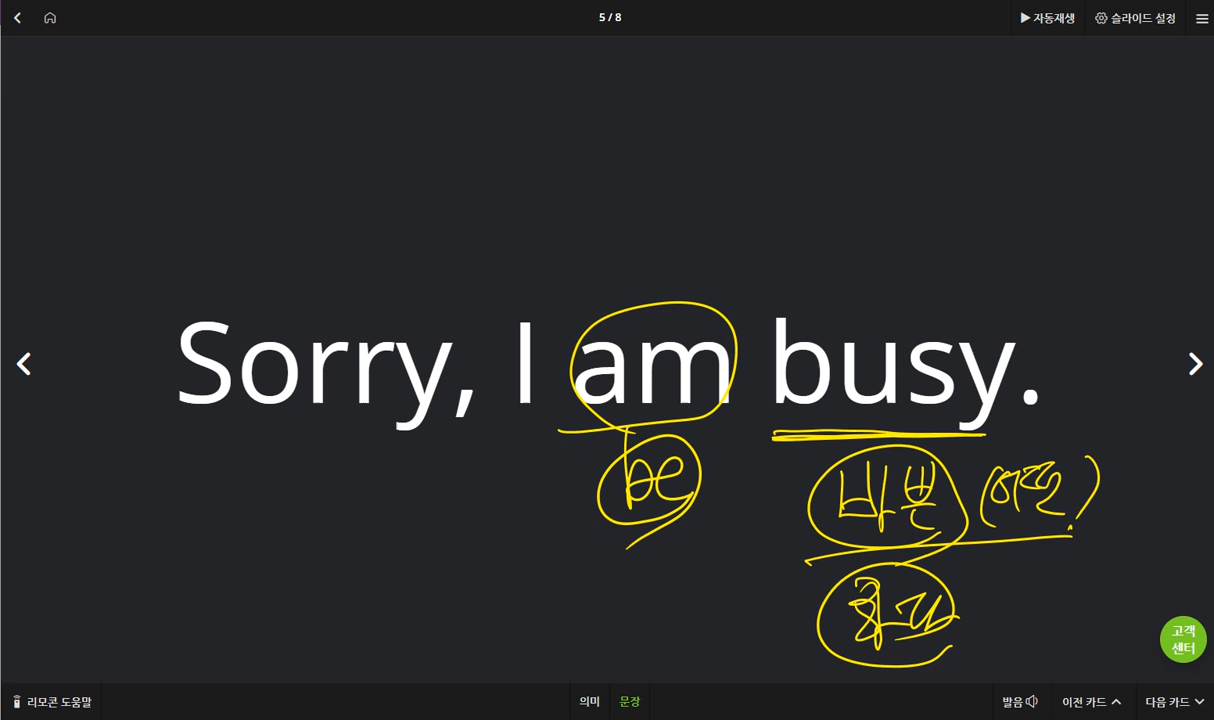 5 / 8
자동재생
슬라이드 설정
Sorry, I am busy.
be
바쁜
고객
센터
리모콘 도움말
의미
문장
발음
이전 카드
다음 카드